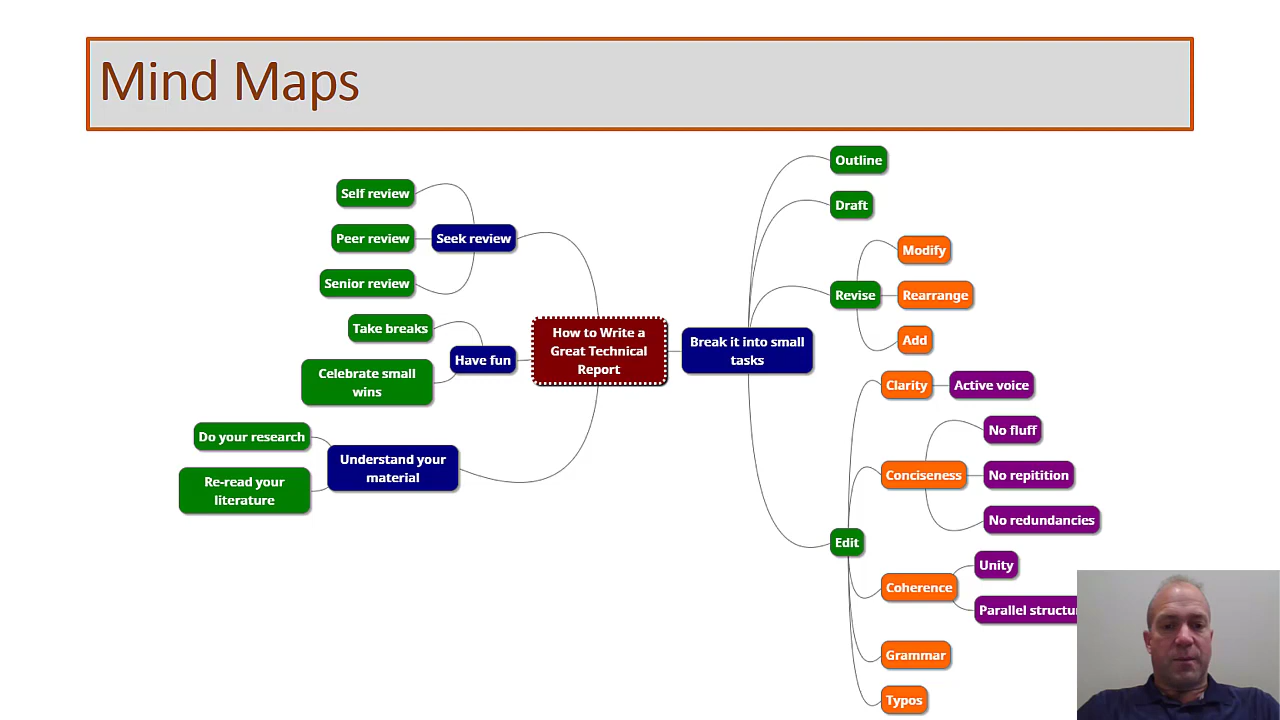 Mind Maps
Self review
Peer review
Senior review
Seek review
Take breaks
Celebrate small
wins
Have fun
Do your research
Re-read your
literature
Understand your
material
How to Write a
Great Technical
Report
Break it into small
tasks
Outline
Draft
Revise
Modify
Rearrange
Add
Edit
Clarity
Active voice
Conciseness
No fluff
No repitition
No redundancies
Coherence
Unity
Parallel
Grammar
Typos